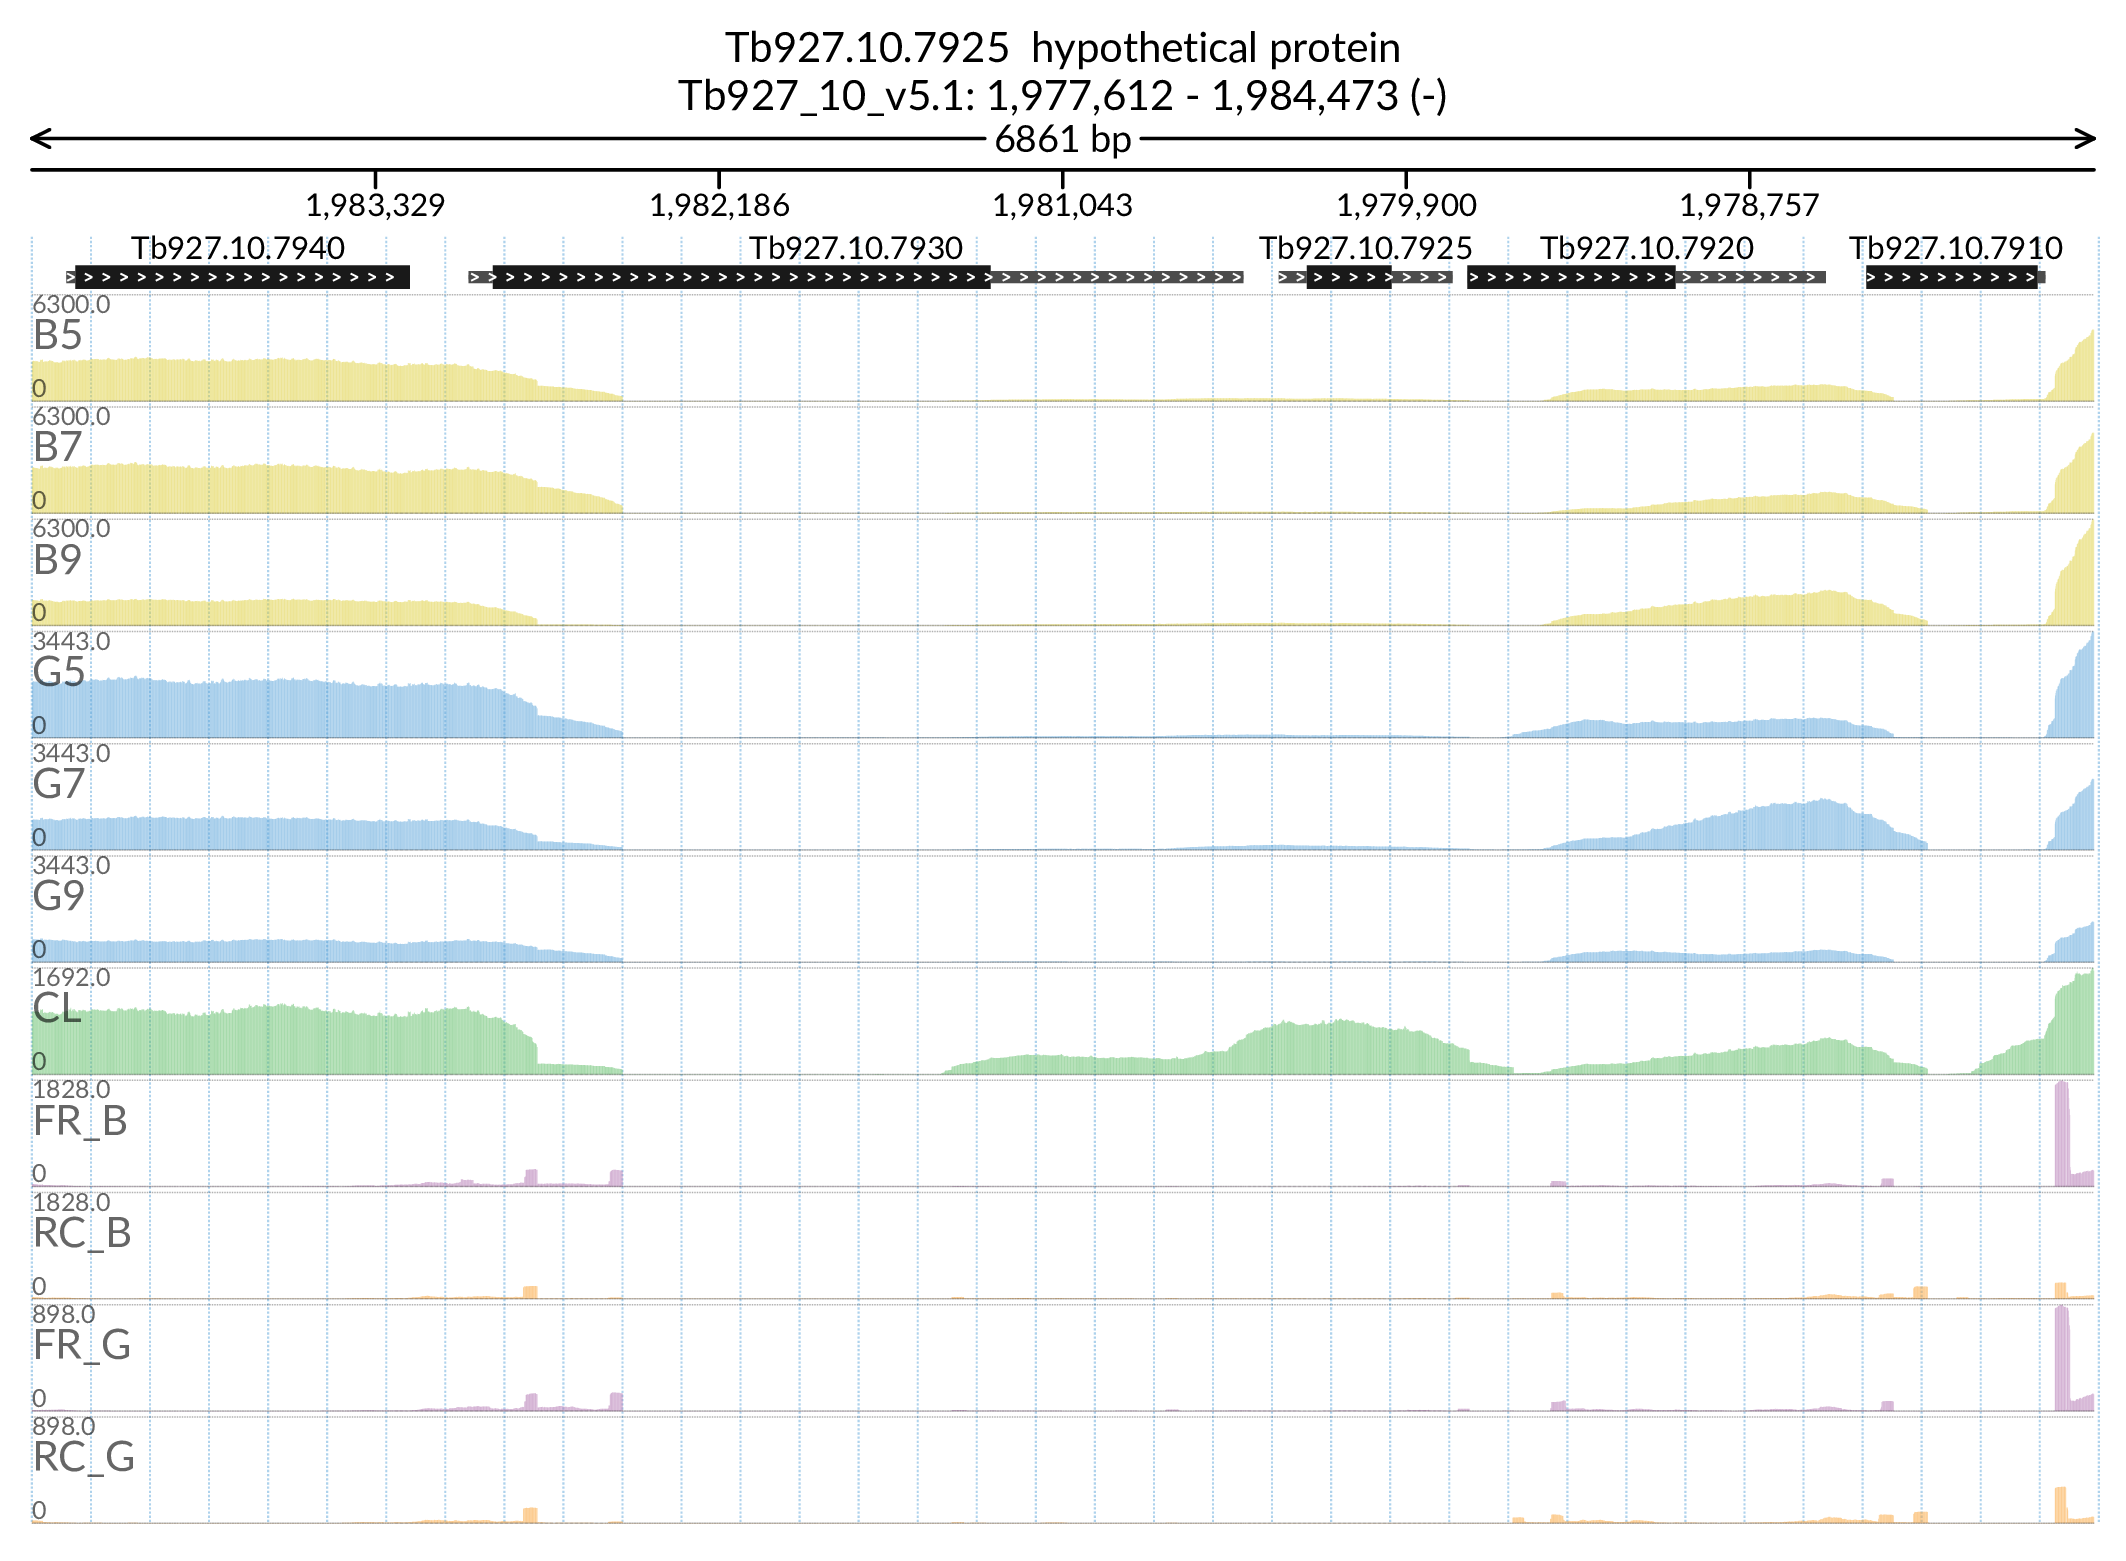 Tb927.10.7925 hypothetical protein
Tb927_10_v5.1: 1,977,612 - 1,984,473 (-)
6861 bp
1,983,329 1,982,186 1,981,043 1,979,900 1,978,757
Tb927.10.7940 Tb927.10.7930 Tb927.10.7925 Tb927.10.7920 Tb927.10.7910
6300.0
B5
0
6300.0
B7
0
6300.0
B9
0
3443.0
G5
0
3443.0
G7
0
3443.0
G9
0
1692.0
CL
0
1828.0
FR_B
0
1828.0
RC_B
0
898.0
FR_G
0
898.0
RC_G
0